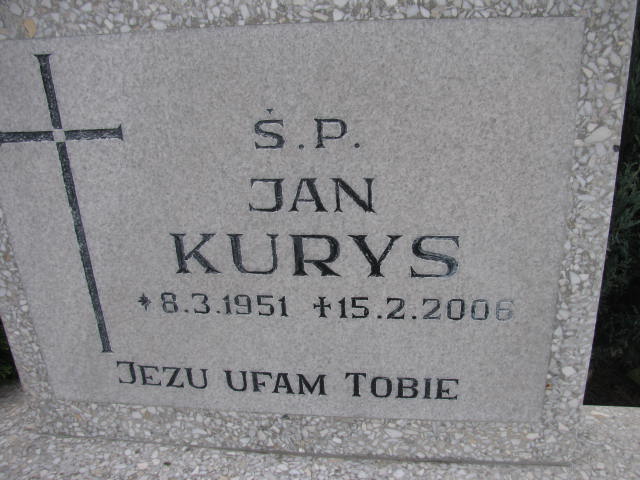 Ś.P.
JAN
KURYS
*8.3.1951 ✝15.2.2006
JEZU UFAM TOBIE